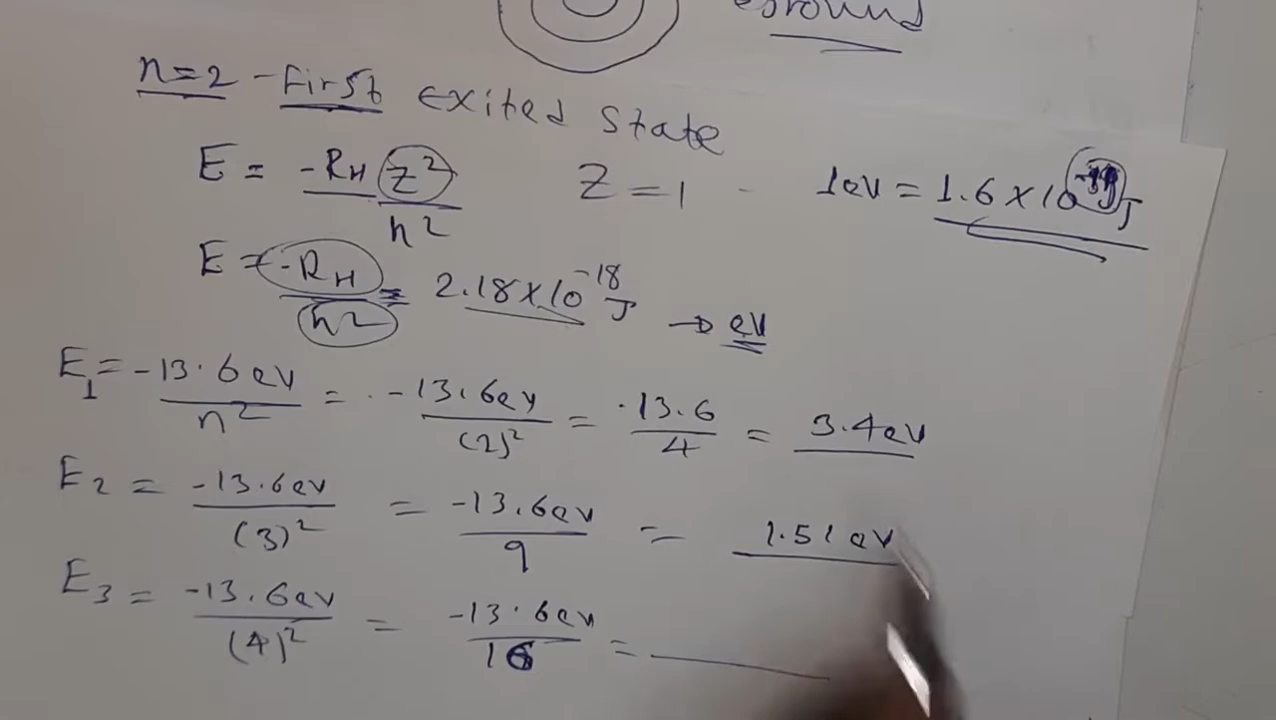 Ground
n=2 - First Exited State
E = -RH Z²/n² Z = 1 1eV = 1.6 × 10⁻¹⁹ J
E = -RH/n² = 2.18×10⁻¹⁸ J → eV
E1 = -13.6 eV/n² = -13.6 eV/(2)² = -13.6/4 = 3.4 eV
E2 = -13.6 eV/(3)² = -13.6 eV/9 = 1.51 eV
E3 = -13.6 eV/(4)² = -13.6 eV/16 =